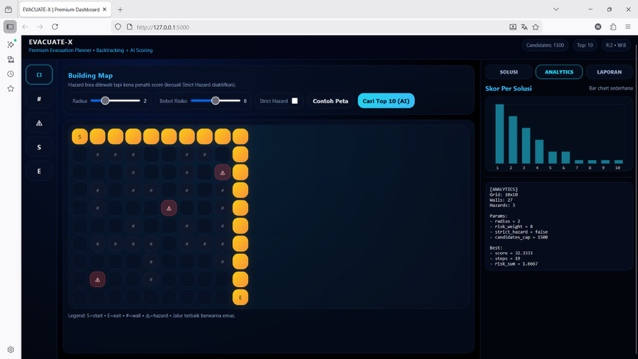 EVACUATE-X | Premium Dashboard
http://127.0.0.1:5000
EVACUATE-X
Premium Evacuation Planner • Backtracking + AI Scoring
Candidates: 1500
Top: 10
R:2 • W:8
Building Map
Hazard bisa dilewati tapi kena penalti score (kecuali Strict Hazard diaktifkan).
Radius 2 Bobot Risiko 8 Strict Hazard Contoh Peta Cari Top 10 (AI)
#
⚠
S
E
S
# # # # #
# # # ⚠
# # # # #
# ⚠ # #
# # #
# # # # # #
# #
⚠ #
E
Legend: S=start • E=exit • #=wall • ⚠=hazard • Jalur terbaik berwarna emas.
SOLUSI ANALYTICS LAPORAN
Skor Per Solusi
Bar chart sederhana
1 2 3 4 5 6 7 8 9 10
[ANALYTICS]
Grid: 10x10
Walls: 27
Hazards: 3
Params:
- radius = 2
- risk_weight = 8
- strict_hazard = false
- candidates_cap = 1500
Best:
- score = 32.3333
- steps = 19
- risk_sum = 1.6667